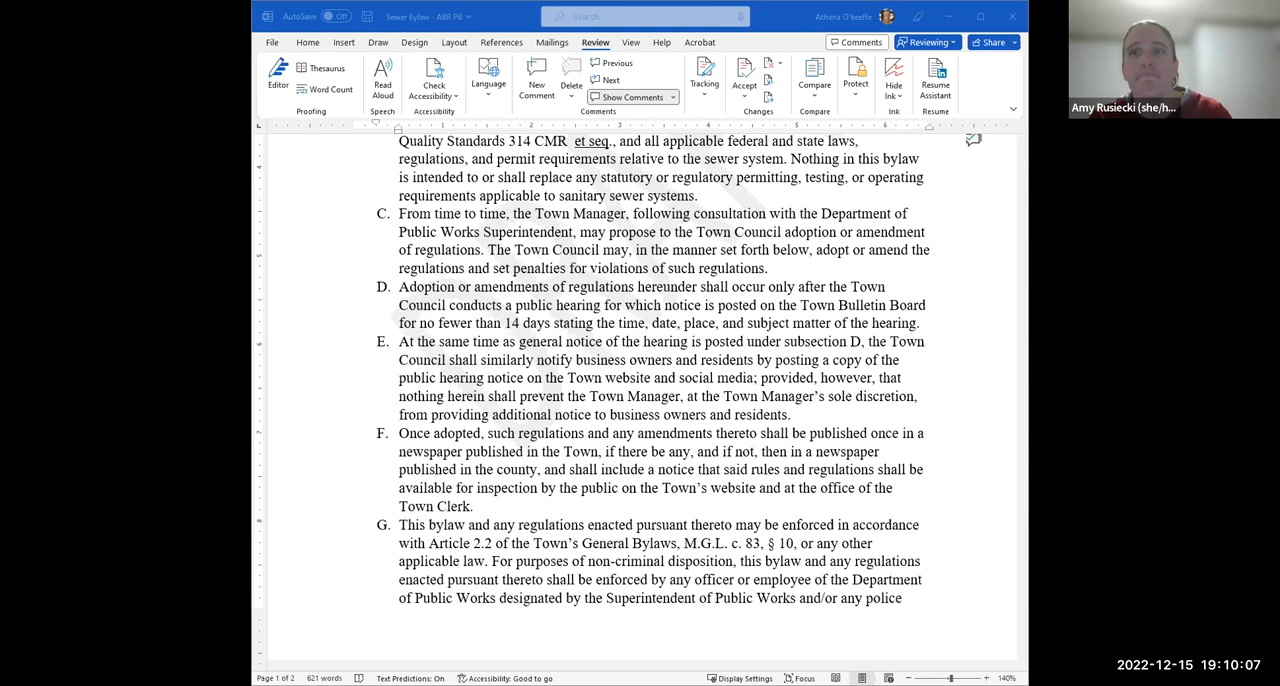 AutoSave Off Sewer Bylaw - ABR PB Search Athena O'keeffe
File Home Insert Draw Design Layout References Mailings Review View Help Acrobat Comments Reviewing Share
Editor
Thesaurus
Word Count
Proofing
Read Aloud
Speech
Check Accessibility
Accessibility
Language
New Comment
Delete
Previous
Next
Show Comments
Comments
Tracking
Accept
Changes
Compare
Compare
Protect
Hide Ink
Ink
Resume Assistant
Resume
Amy Rusiecki (she/h...
Quality Standards 314 CMR et seq., and all applicable federal and state laws,
regulations, and permit requirements relative to the sewer system. Nothing in this bylaw
is intended to or shall replace any statutory or regulatory permitting, testing, or operating
requirements applicable to sanitary sewer systems.
C. From time to time, the Town Manager, following consultation with the Department of
Public Works Superintendent, may propose to the Town Council adoption or amendment
of regulations. The Town Council may, in the manner set forth below, adopt or amend the
regulations and set penalties for violations of such regulations.
D. Adoption or amendments of regulations hereunder shall occur only after the Town
Council conducts a public hearing for which notice is posted on the Town Bulletin Board
for no fewer than 14 days stating the time, date, place, and subject matter of the hearing.
E. At the same time as general notice of the hearing is posted under subsection D, the Town
Council shall similarly notify business owners and residents by posting a copy of the
public hearing notice on the Town website and social media; provided, however, that
nothing herein shall prevent the Town Manager, at the Town Manager's sole discretion,
from providing additional notice to business owners and residents.
F. Once adopted, such regulations and any amendments thereto shall be published once in a
newspaper published in the Town, if there be any, and if not, then in a newspaper
published in the county, and shall include a notice that said rules and regulations shall be
available for inspection by the public on the Town's website and at the office of the
Town Clerk.
G. This bylaw and any regulations enacted pursuant thereto may be enforced in accordance
with Article 2.2 of the Town's General Bylaws, M.G.L. c. 83, § 10, or any other
applicable law. For purposes of non-criminal disposition, this bylaw and any regulations
enacted pursuant thereto shall be enforced by any officer or employee of the Department
of Public Works designated by the Superintendent of Public Works and/or any police
2022-12-15 19:10:07
Page 1 of 2 621 words Text Predictions: On Accessibility: Good to go Display Settings Focus 140%